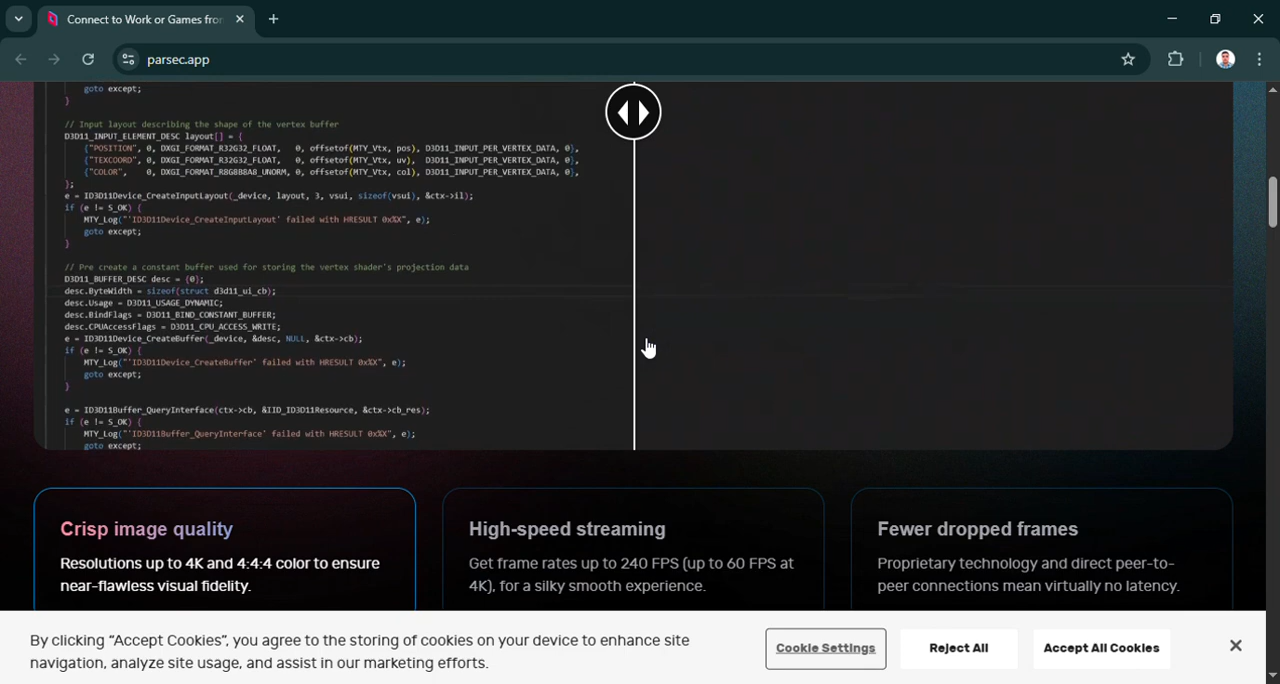 Connect to Work or Games from
parsec.app
goto except;
}
// Input layout describing the shape of the vertex buffer
D3D11_INPUT_ELEMENT_DESC layout[] = {
{"POSITION", 0, DXGI_FORMAT_R32G32_FLOAT, 0, offsetof(MTY_Vtx, pos), D3D11_INPUT_PER_VERTEX_DATA, 0},
{"TEXCOORD", 0, DXGI_FORMAT_R32G32_FLOAT, 0, offsetof(MTY_Vtx, uv), D3D11_INPUT_PER_VERTEX_DATA, 0},
{"COLOR", 0, DXGI_FORMAT_R8G8B8A8_UNORM, 0, offsetof(MTY_Vtx, col), D3D11_INPUT_PER_VERTEX_DATA, 0},
};
e = ID3D11Device_CreateInputLayout(_device, layout, 3, vsui, sizeof(vsui), &ctx->il);
if (e != S_OK) {
MTY_Log("'ID3D11Device_CreateInputLayout' failed with HRESULT 0x%X", e);
goto except;
}
// Pre create a constant buffer used for storing the vertex shader's projection data
D3D11_BUFFER_DESC desc = {0};
desc.ByteWidth = sizeof(struct d3d11_ui_cb);
desc.Usage = D3D11_USAGE_DYNAMIC;
desc.BindFlags = D3D11_BIND_CONSTANT_BUFFER;
desc.CPUAccessFlags = D3D11_CPU_ACCESS_WRITE;
e = ID3D11Device_CreateBuffer(_device, &desc, NULL, &ctx->cb);
if (e != S_OK) {
MTY_Log("'ID3D11Device_CreateBuffer' failed with HRESULT 0x%X", e);
goto except;
}
e = ID3D11Buffer_QueryInterface(ctx->cb, &IID_ID3D11Resource, &ctx->cb_res);
if (e != S_OK) {
MTY_Log("'ID3D11Buffer_QueryInterface' failed with HRESULT 0x%X", e);
goto except;
Crisp image quality
Resolutions up to 4K and 4:4:4 color to ensure
near-flawless visual fidelity.
High-speed streaming
Get frame rates up to 240 FPS (up to 60 FPS at
4K), for a silky smooth experience.
Fewer dropped frames
Proprietary technology and direct peer-to-
peer connections mean virtually no latency.
By clicking “Accept Cookies”, you agree to the storing of cookies on your device to enhance site
navigation, analyze site usage, and assist in our marketing efforts.
Cookie Settings
Reject All
Accept All Cookies